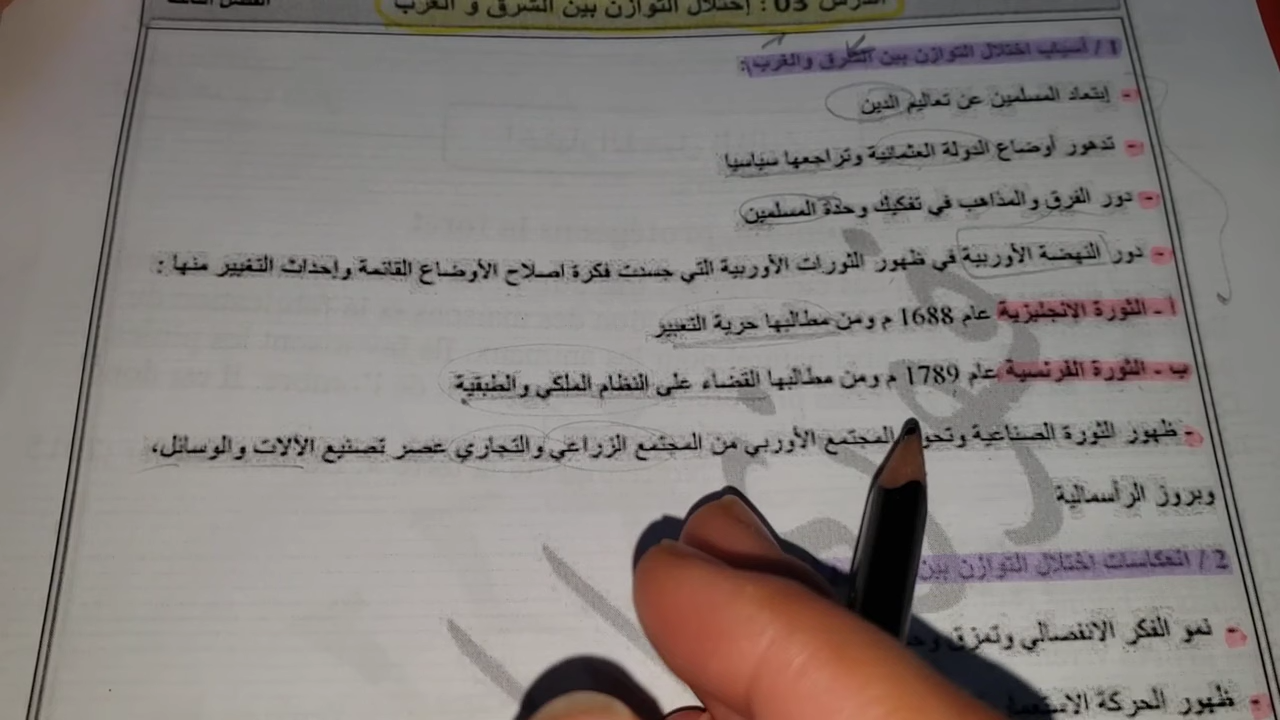 الدرس 03 : إختلال التوازن بين الشرق و الغرب
1 / أسباب اختلال التوازن بين الشرق والغرب:
- إبتعاد المسلمين عن تعاليم الدين
- تدهور أوضاع الدولة العثمانية وتراجعها سياسيا
- دور الفرق والمذاهب في تفكيك وحدة المسلمين
- دور النهضة الأوربية في ظهور الثورات الأوربية التي جسدت فكرة اصلاح الأوضاع القائمة وإحداث التغيير منها :
أ - الثورة الإنجليزية عام 1688 م ومن مطالبها حرية التعبير
ب - الثورة الفرنسية عام 1789 م ومن مطالبها القضاء على النظام الملكي والطبقية
- ظهور الثورة الصناعية وتحول المجتمع الأوربي من المجتمع الزراعي والتجاري عصر تصنيع الألات والوسائل،
وبروز الرأسمالية
2 / انعكاسات إختلال التوازن بين
- نمو الفكر الانفصالي وتمزق
- ظهور الحركة